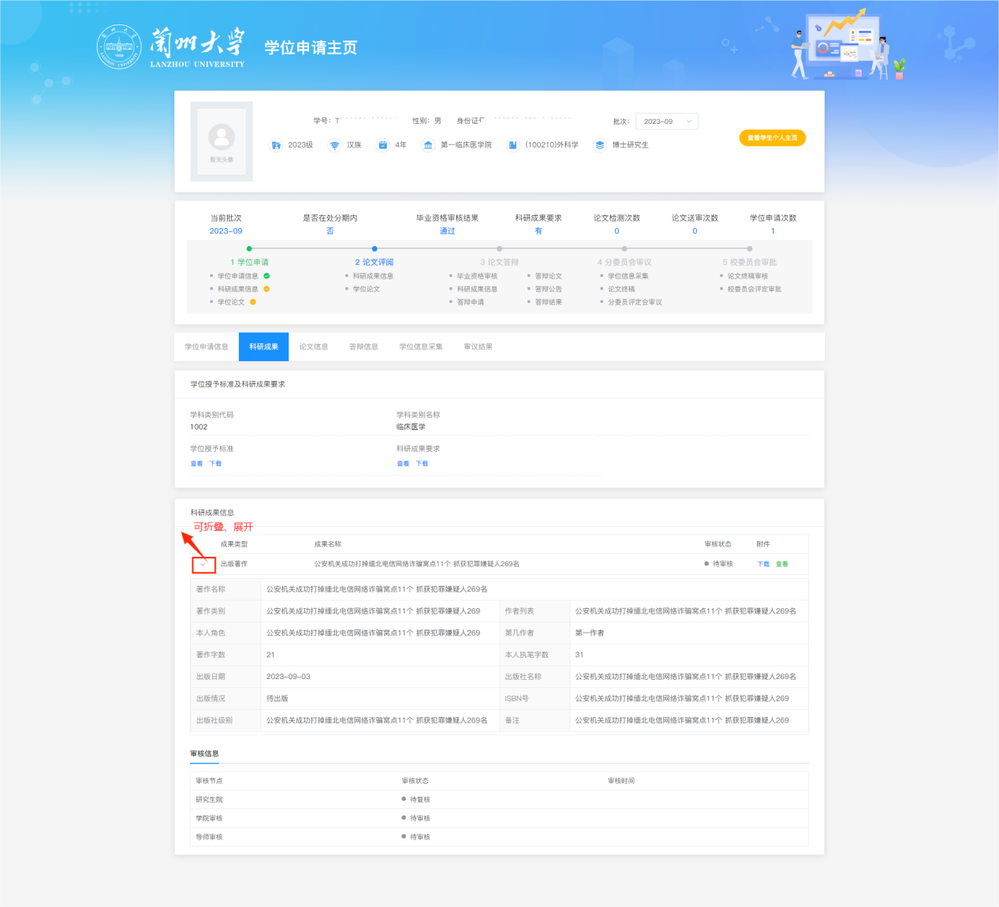 兰州大学
LANZHOU UNIVERSITY
学位申请主页
学号: T 性别: 男 身份证 批次: 2023-09
暂无头像
2023级 汉族 4年 第一临床医学院 (100210)外科学 博士研究生
查看学生个人主页
当前批次 是否在处分期内 毕业资格审核结果 科研成果要求 论文检测次数 论文送审次数 学位申请次数
2023-09 否 通过 有 0 0 1
1 学位申请 2 论文评阅 3 论文答辩 4 分委员会审议 5 校委员会审批
学位申请信息 科研成果信息 毕业资格审核 答辩论文 学位信息采集 论文终稿审核
科研成果信息 学位论文 科研成果信息 答辩公告 论文终稿 校委员会评定审批
学位论文 答辩申请 答辩结果 分委员评定会审议
学位申请信息 科研成果 论文信息 答辩信息 学位信息采集 审议结果
学位授予标准及科研成果要求
学科类别代码 学科类别名称
1002 临床医学
学位授予标准 科研成果要求
查看 下载 查看 下载
科研成果信息
可折叠、展开
成果类型 成果名称 审核状态 附件
出版著作 公安机关成功打掉缅北电信网络诈骗窝点11个 抓获犯罪嫌疑人269名 待审核 下载 查看
著作名称 公安机关成功打掉缅北电信网络诈骗窝点11个 抓获犯罪嫌疑人269名
著作类别 公安机关成功打掉缅北电信网络诈骗窝点11个 抓获犯罪嫌疑人269 作者列表 公安机关成功打掉缅北电信网络诈骗窝点11个 抓获犯罪嫌疑人269名
本人角色 公安机关成功打掉缅北电信网络诈骗窝点11个 抓获犯罪嫌疑人269 第几作者 第一作者
著作字数 21 本人执笔字数 31
出版日期 2023-09-03 出版社名称 公安机关成功打掉缅北电信网络诈骗窝点11个 抓获犯罪嫌疑人269名
出版情况 待出版 ISBN号 公安机关成功打掉缅北电信网络诈骗窝点11个 抓获犯罪嫌疑人269
出版社级别 公安机关成功打掉缅北电信网络诈骗窝点11个 抓获犯罪嫌疑人269名 备注 公安机关成功打掉缅北电信网络诈骗窝点11个 抓获犯罪嫌疑人269
审核信息
审核节点 审核状态 审核时间
研究生院 待复核
学院审核 待审核
导师审核 待审核